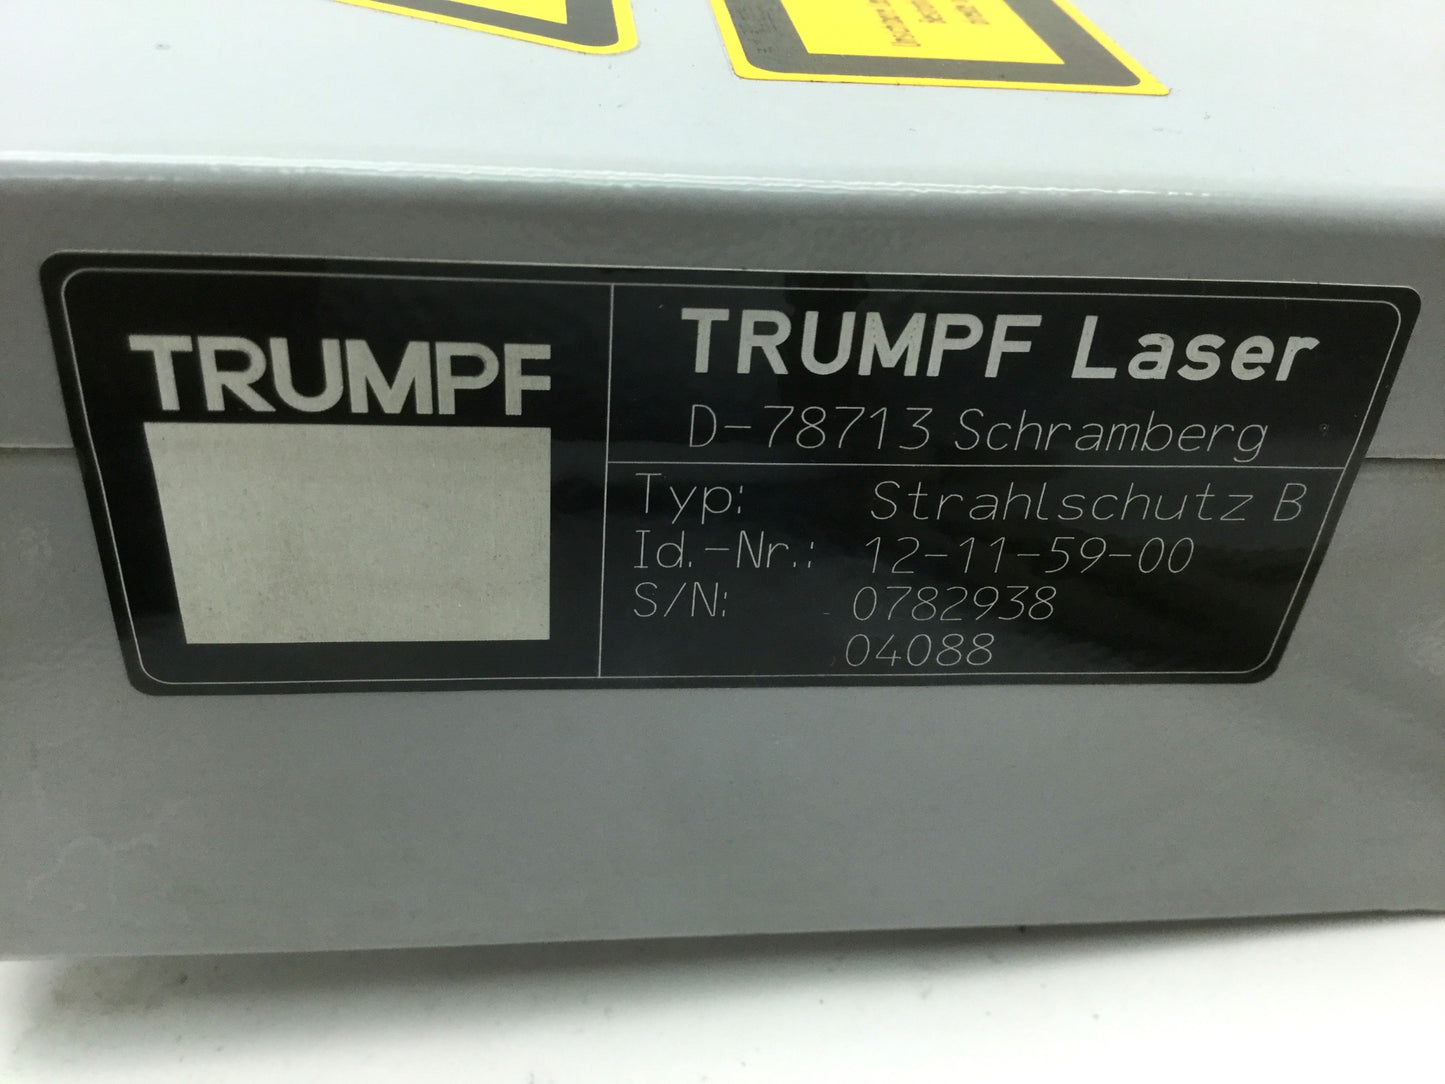 TRUMPF
TRUMPF Laser
D-78713 Schramberg
Typ: Strahlschutz B
Id.-Nr.: 12-11-59-00
S/N: 0782938
04088